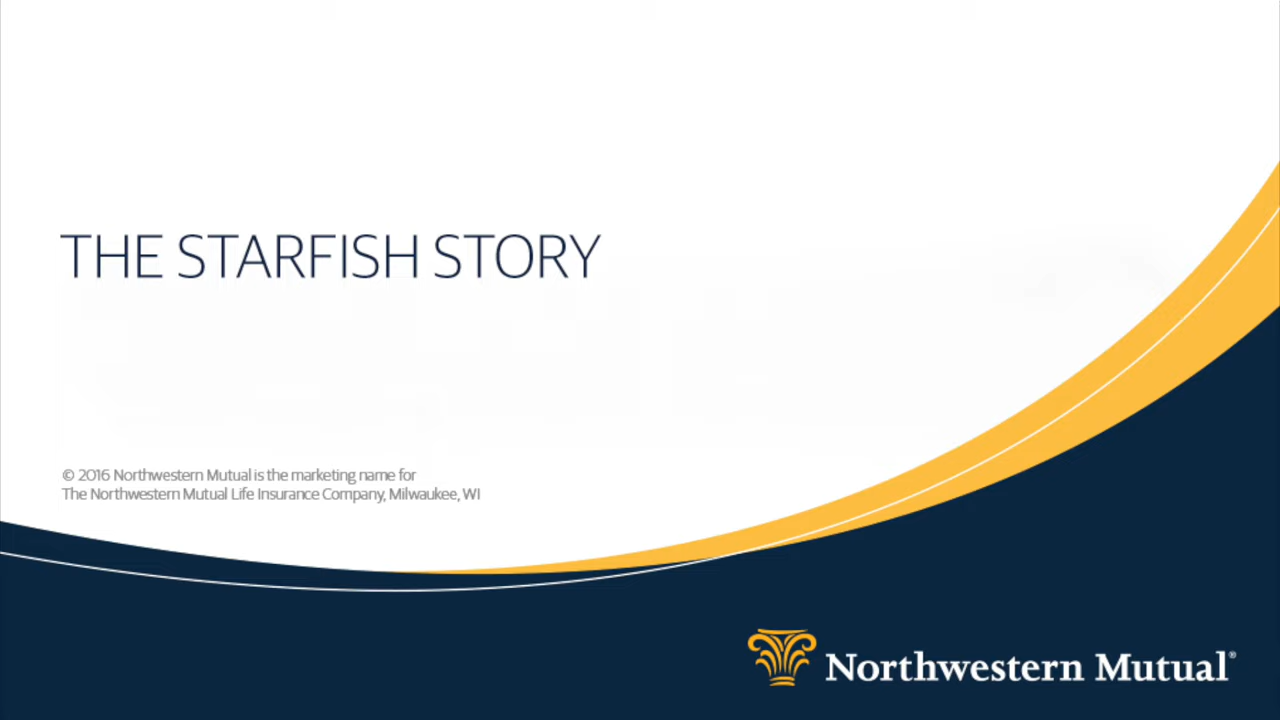 THE STARFISH STORY
© 2016 Northwestern Mutual is the marketing name for
The Northwestern Mutual Life Insurance Company, Milwaukee, WI
Northwestern Mutual®